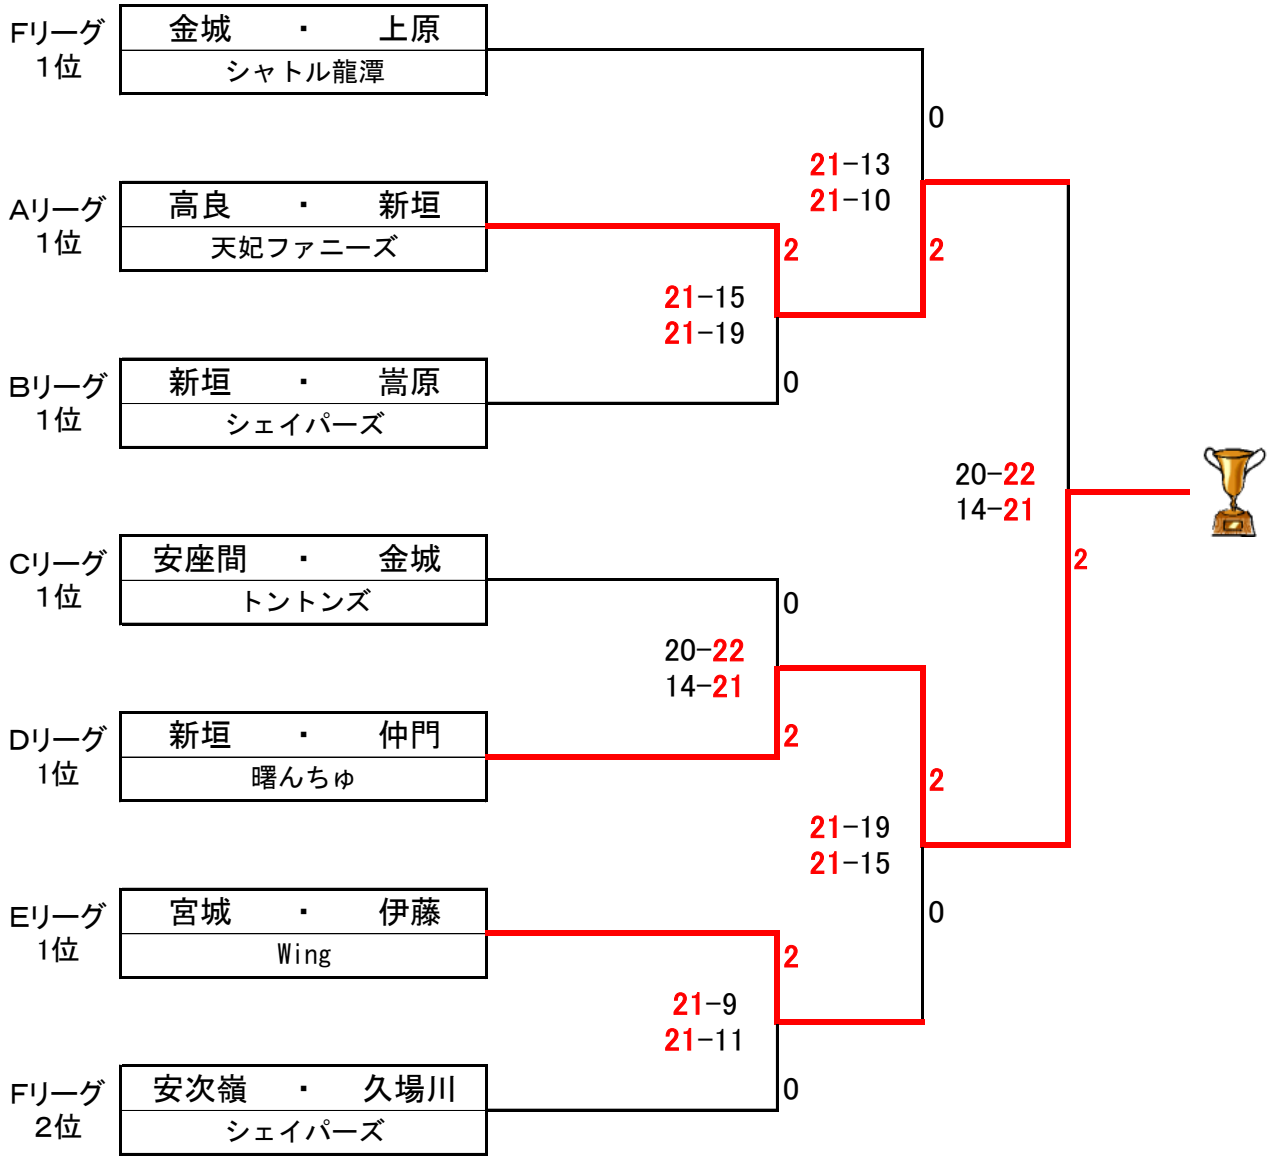 Fリーグ
1位
金城 ・ 上原
シャトル龍潭
0
21-13
21-10
Aリーグ
1位
高良 ・ 新垣
天妃ファニーズ
2
2
21-15
21-19
Bリーグ
1位
新垣 ・ 嵩原
シェイパーズ
0
20-22
14-21
2
Cリーグ
1位
安座間 ・ 金城
トントンズ
0
20-22
14-21
Dリーグ
1位
新垣 ・ 仲門
曙んちゅ
2
2
21-19
21-15
Eリーグ
1位
宮城 ・ 伊藤
Wing
0
2
21-9
21-11
Fリーグ
2位
安次嶺 ・ 久場川
シェイパーズ
0